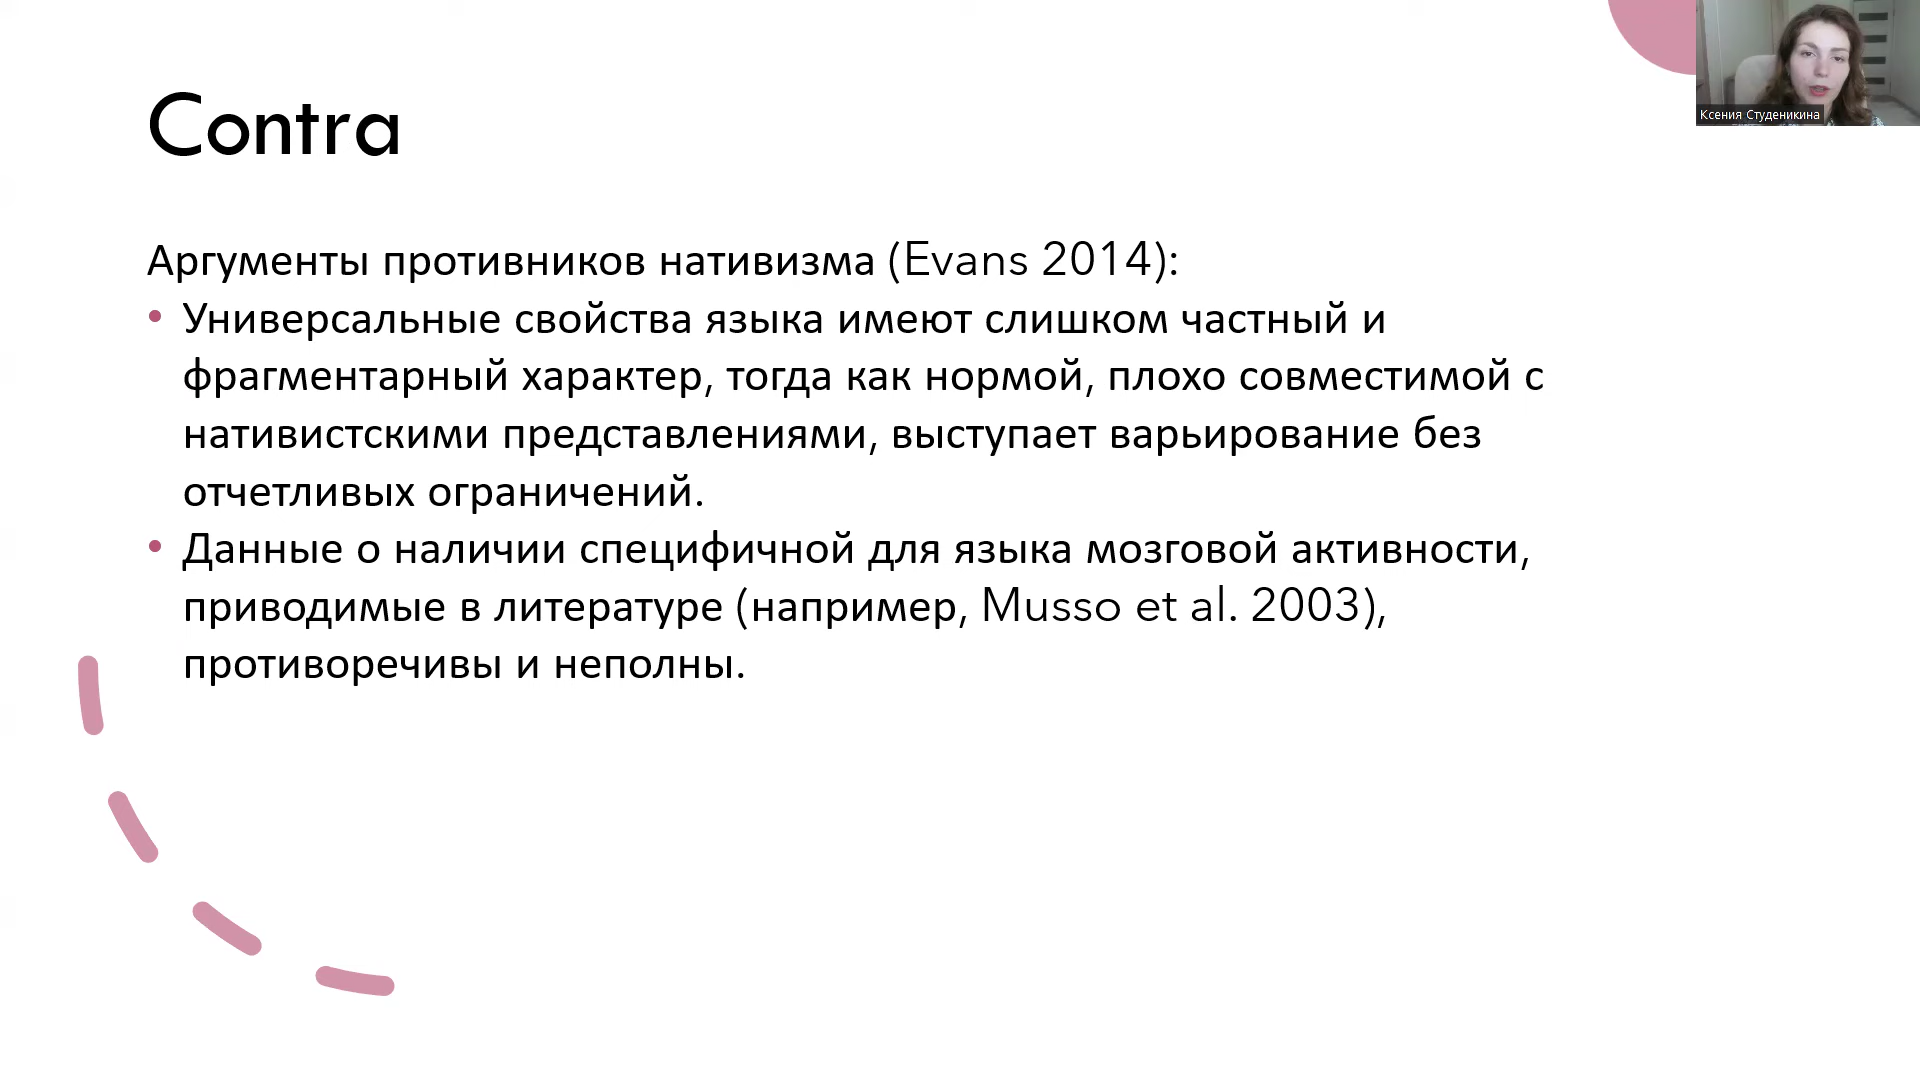 Contra
Ксения Студеникина
Аргументы противников нативизма (Evans 2014):
• Универсальные свойства языка имеют слишком частный и
фрагментарный характер, тогда как нормой, плохо совместимой с
нативистскими представлениями, выступает варьирование без
отчетливых ограничений.
• Данные о наличии специфичной для языка мозговой активности,
приводимые в литературе (например, Musso et al. 2003),
противоречивы и неполны.